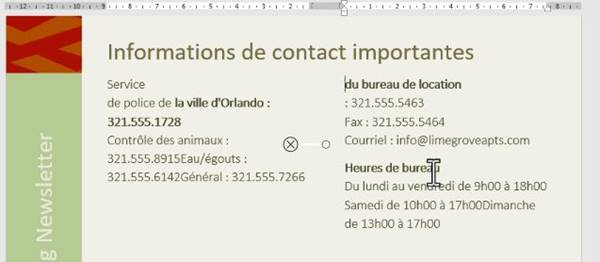 Informations de contact importantes
Service
de police de la ville d'Orlando :
321.555.1728
Contrôle des animaux :
321.555.8915Eau/égouts :
321.555.6142Général : 321.555.7266
du bureau de location
: 321.555.5463
Fax : 321.555.5464
Courriel : info@limegroveapts.com
Heures de bureau
Du lundi au vendredi de 9h00 à 18h00
Samedi de 10h00 à 17h00Dimanche
de 13h00 à 17h00
g Newsletter